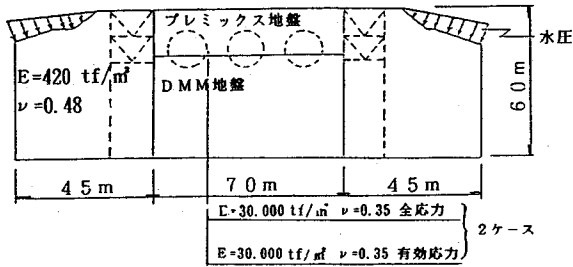 プレミックス地盤
水圧
E=420 tf/㎡
ν=0.48
DMM地盤
60m
45m
70m
45m
E=30.000 tf/㎡ ν=0.35 全応力
2ケース
E=30.000 tf/㎡ ν=0.35 有効応力